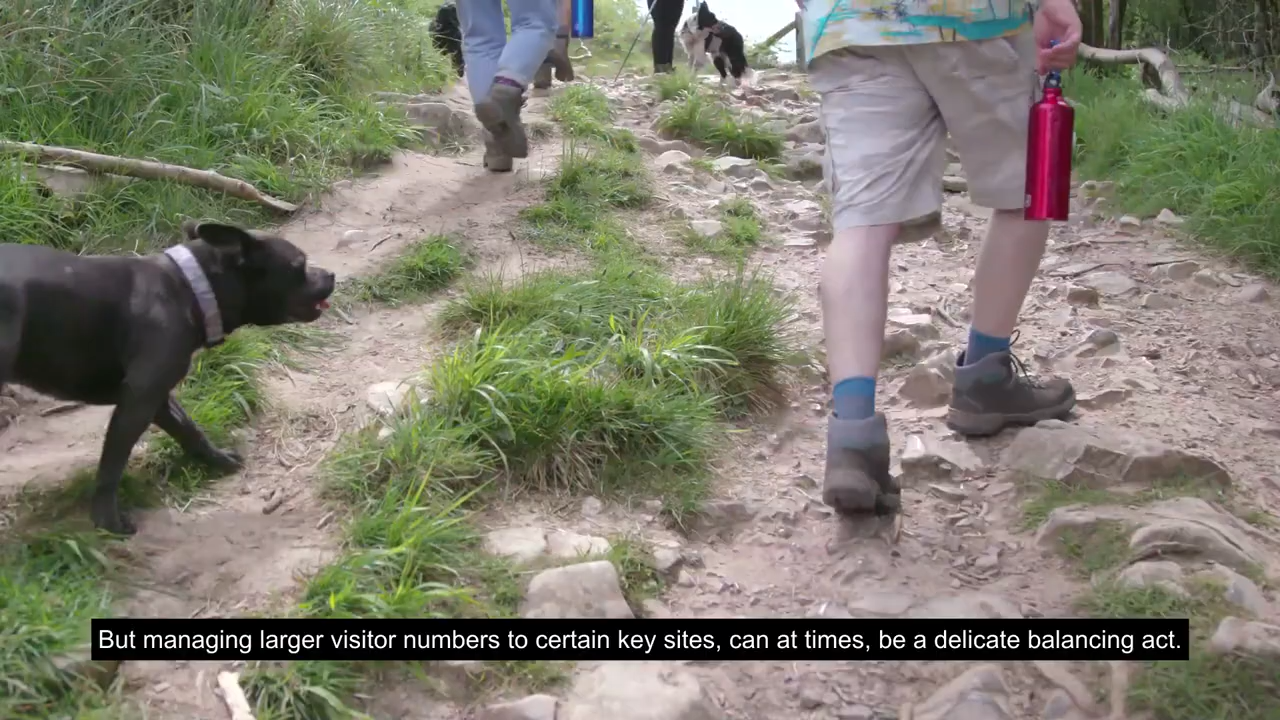 But managing larger visitor numbers to certain key sites, can at times, be a delicate balancing act.